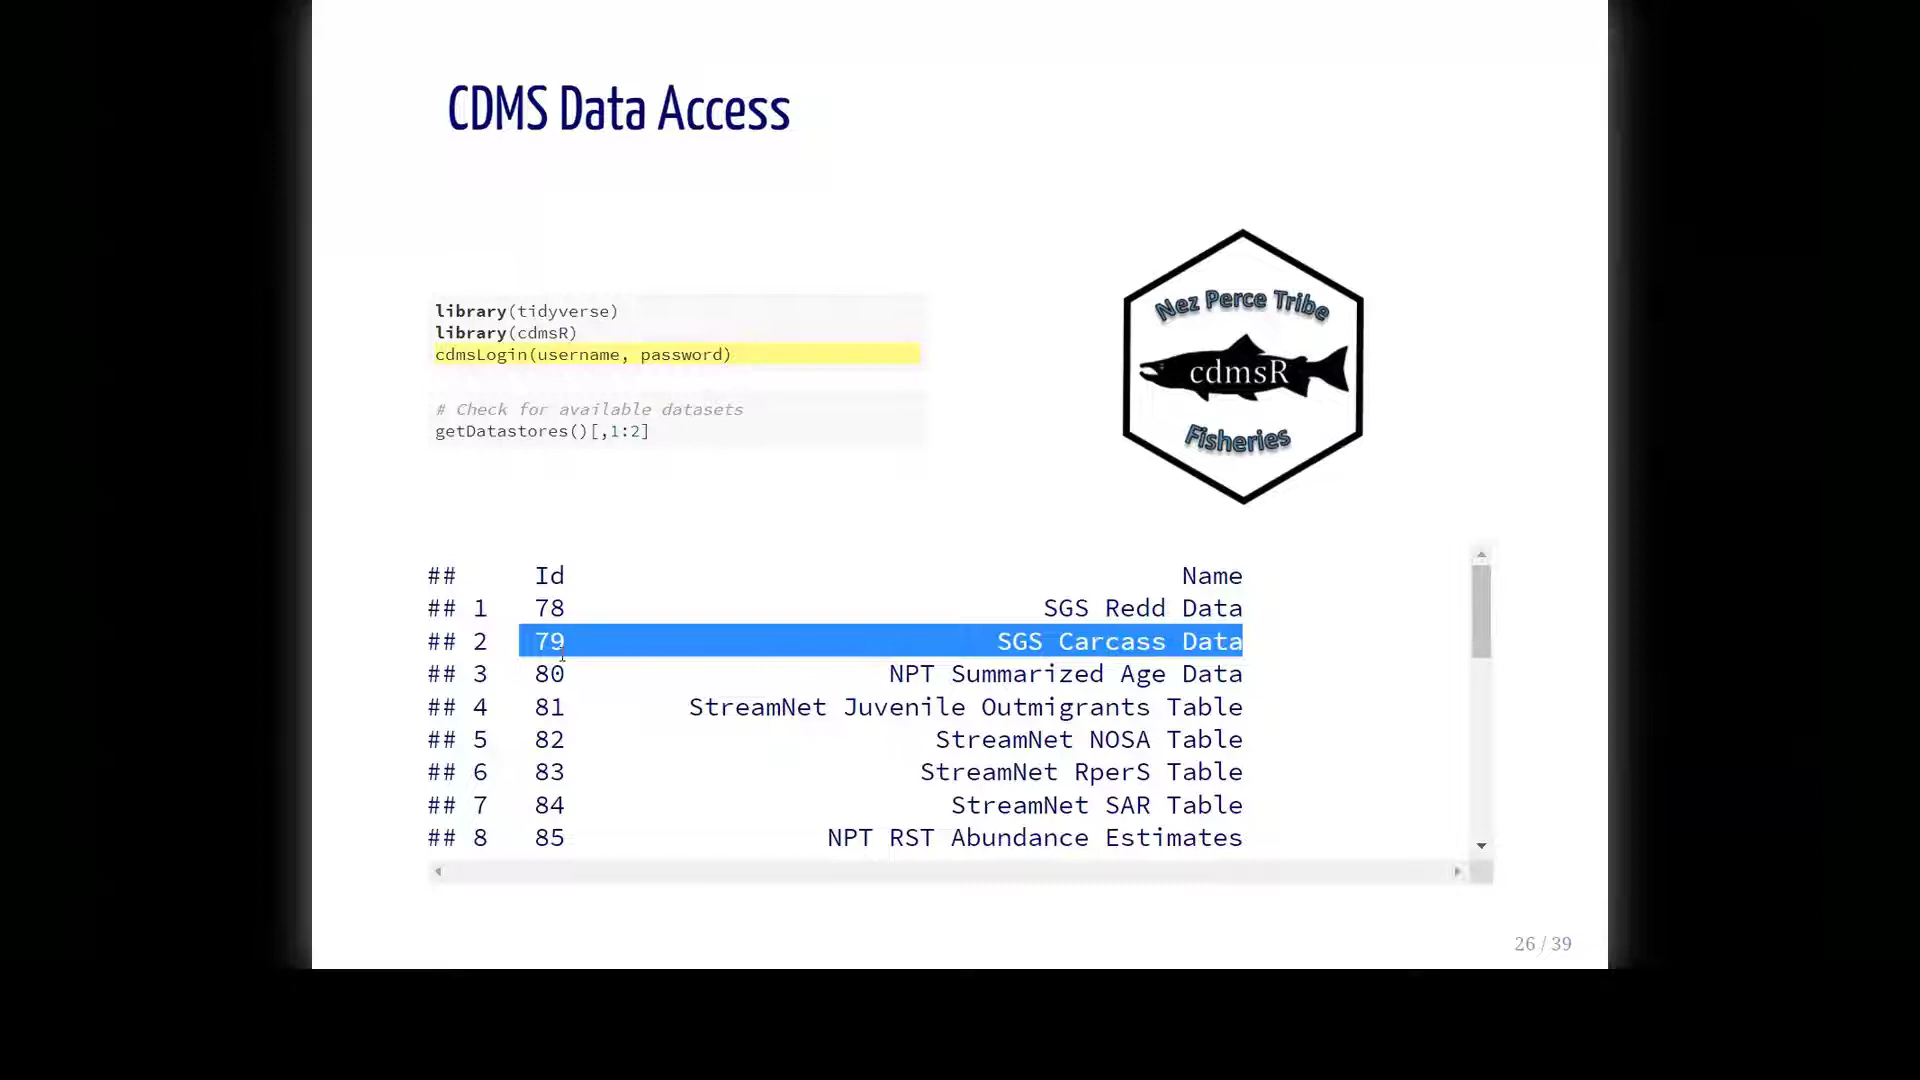 CDMS Data Access
library(tidyverse)
library(cdmsR)
cdmsLogin(username, password)
# Check for available datasets
getDatastores()[,1:2]
Nez Perce Tribe
cdmsR
Fisheries
## Id Name
## 1 78 SGS Redd Data
## 2 79 SGS Carcass Data
## 3 80 NPT Summarized Age Data
## 4 81 StreamNet Juvenile Outmigrants Table
## 5 82 StreamNet NOSA Table
## 6 83 StreamNet RperS Table
## 7 84 StreamNet SAR Table
## 8 85 NPT RST Abundance Estimates
26 / 39